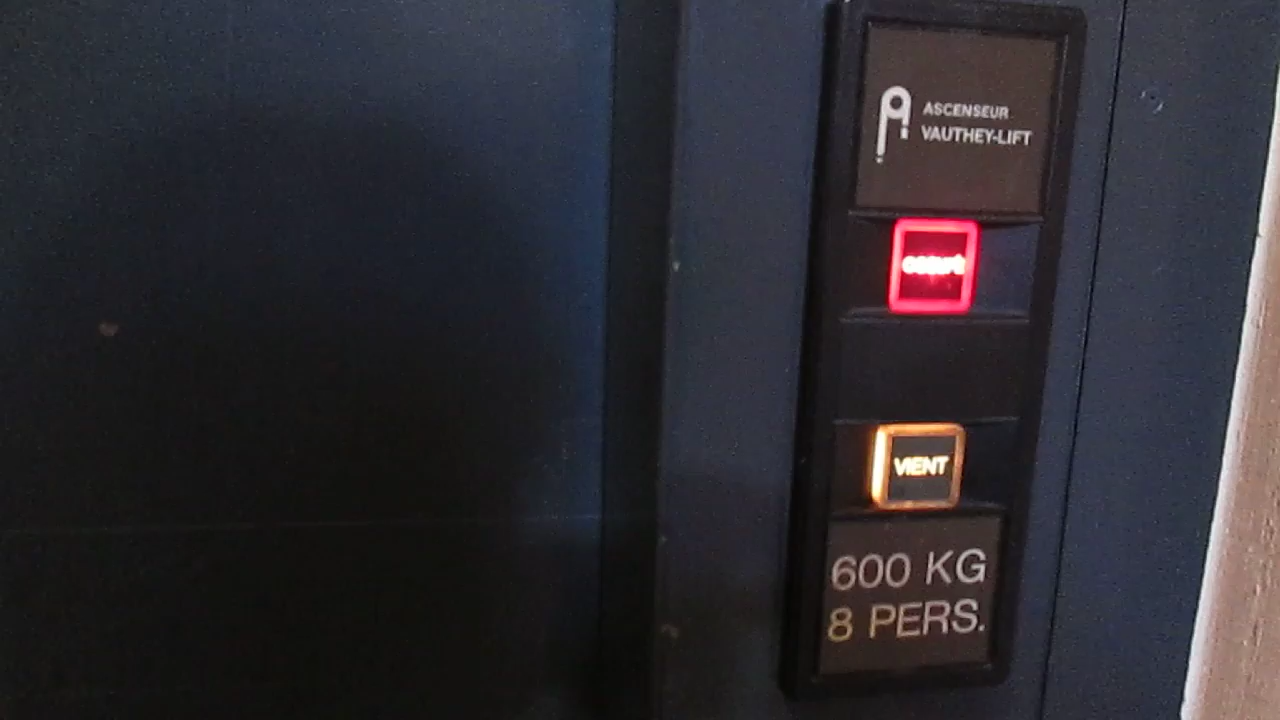 ASCENSEUR
VAUTHEY-LIFT
VIENT
600 KG
8 PERS.